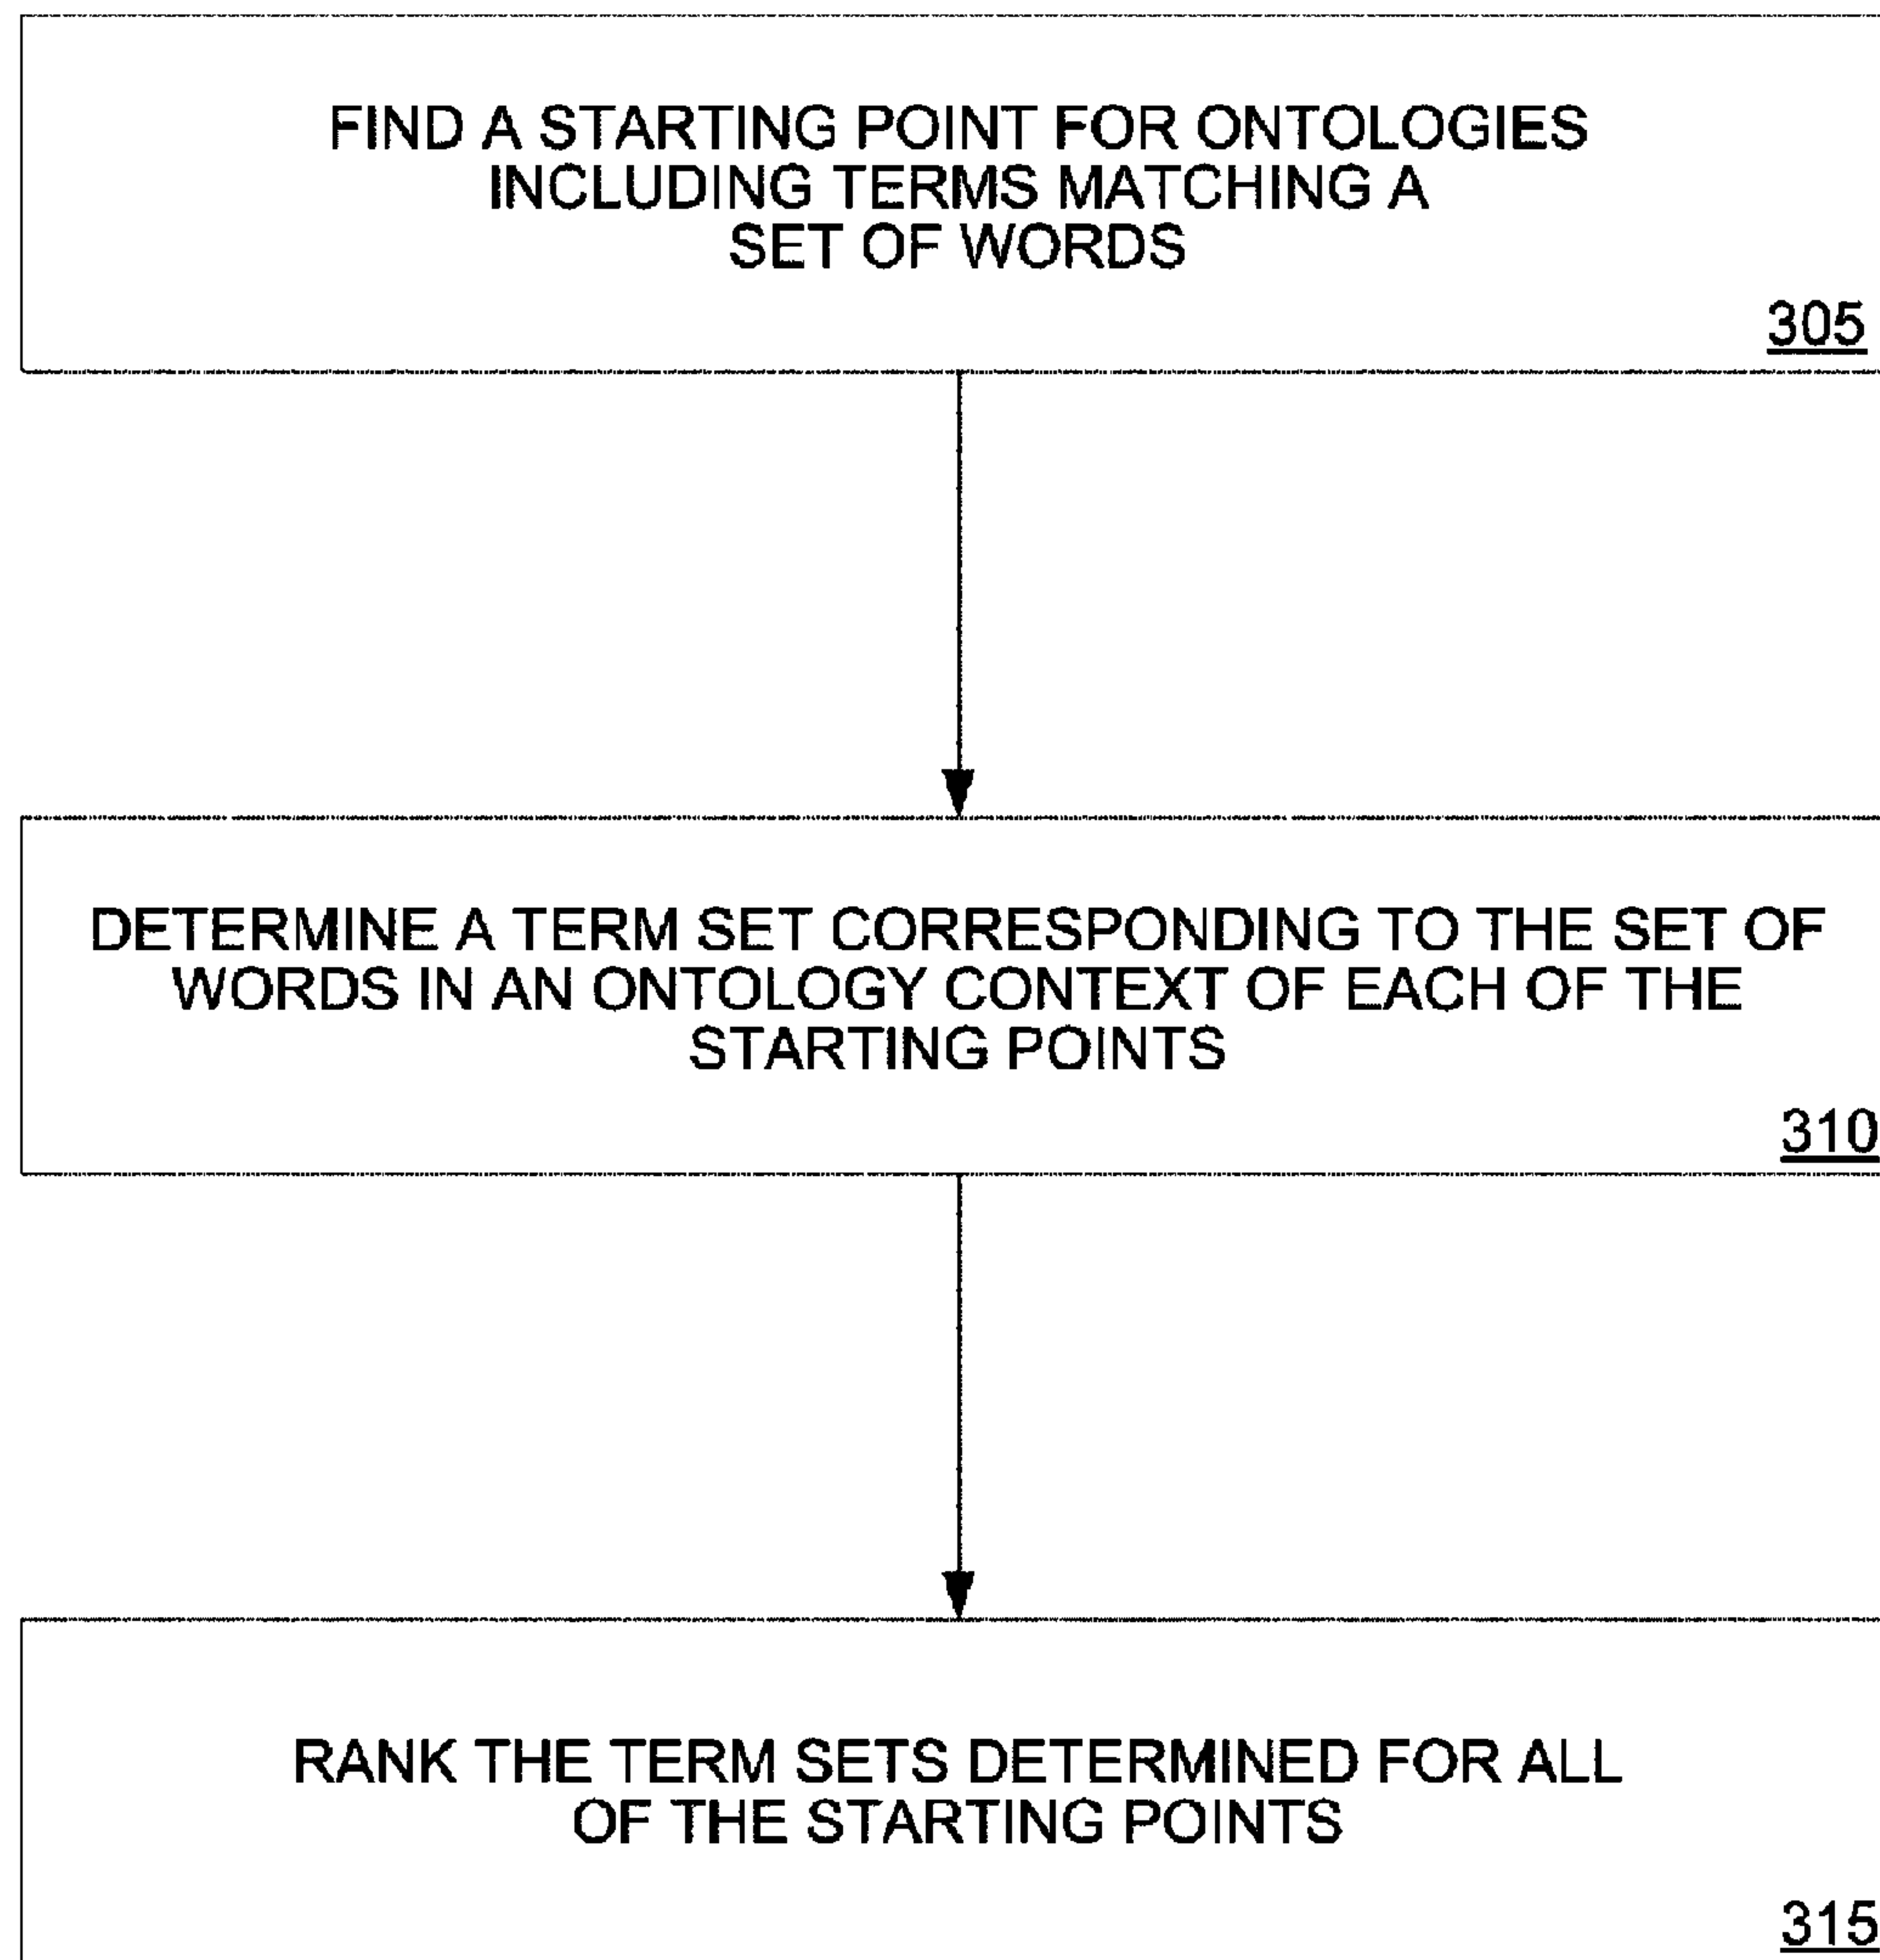 FIND A STARTING POINT FOR ONTOLOGIES
INCLUDING TERMS MATCHING A
SET OF WORDS
305
DETERMINE A TERM SET CORRESPONDING TO THE SET OF
WORDS IN AN ONTOLOGY CONTEXT OF EACH OF THE
STARTING POINTS
310
RANK THE TERM SETS DETERMINED FOR ALL
OF THE STARTING POINTS
315